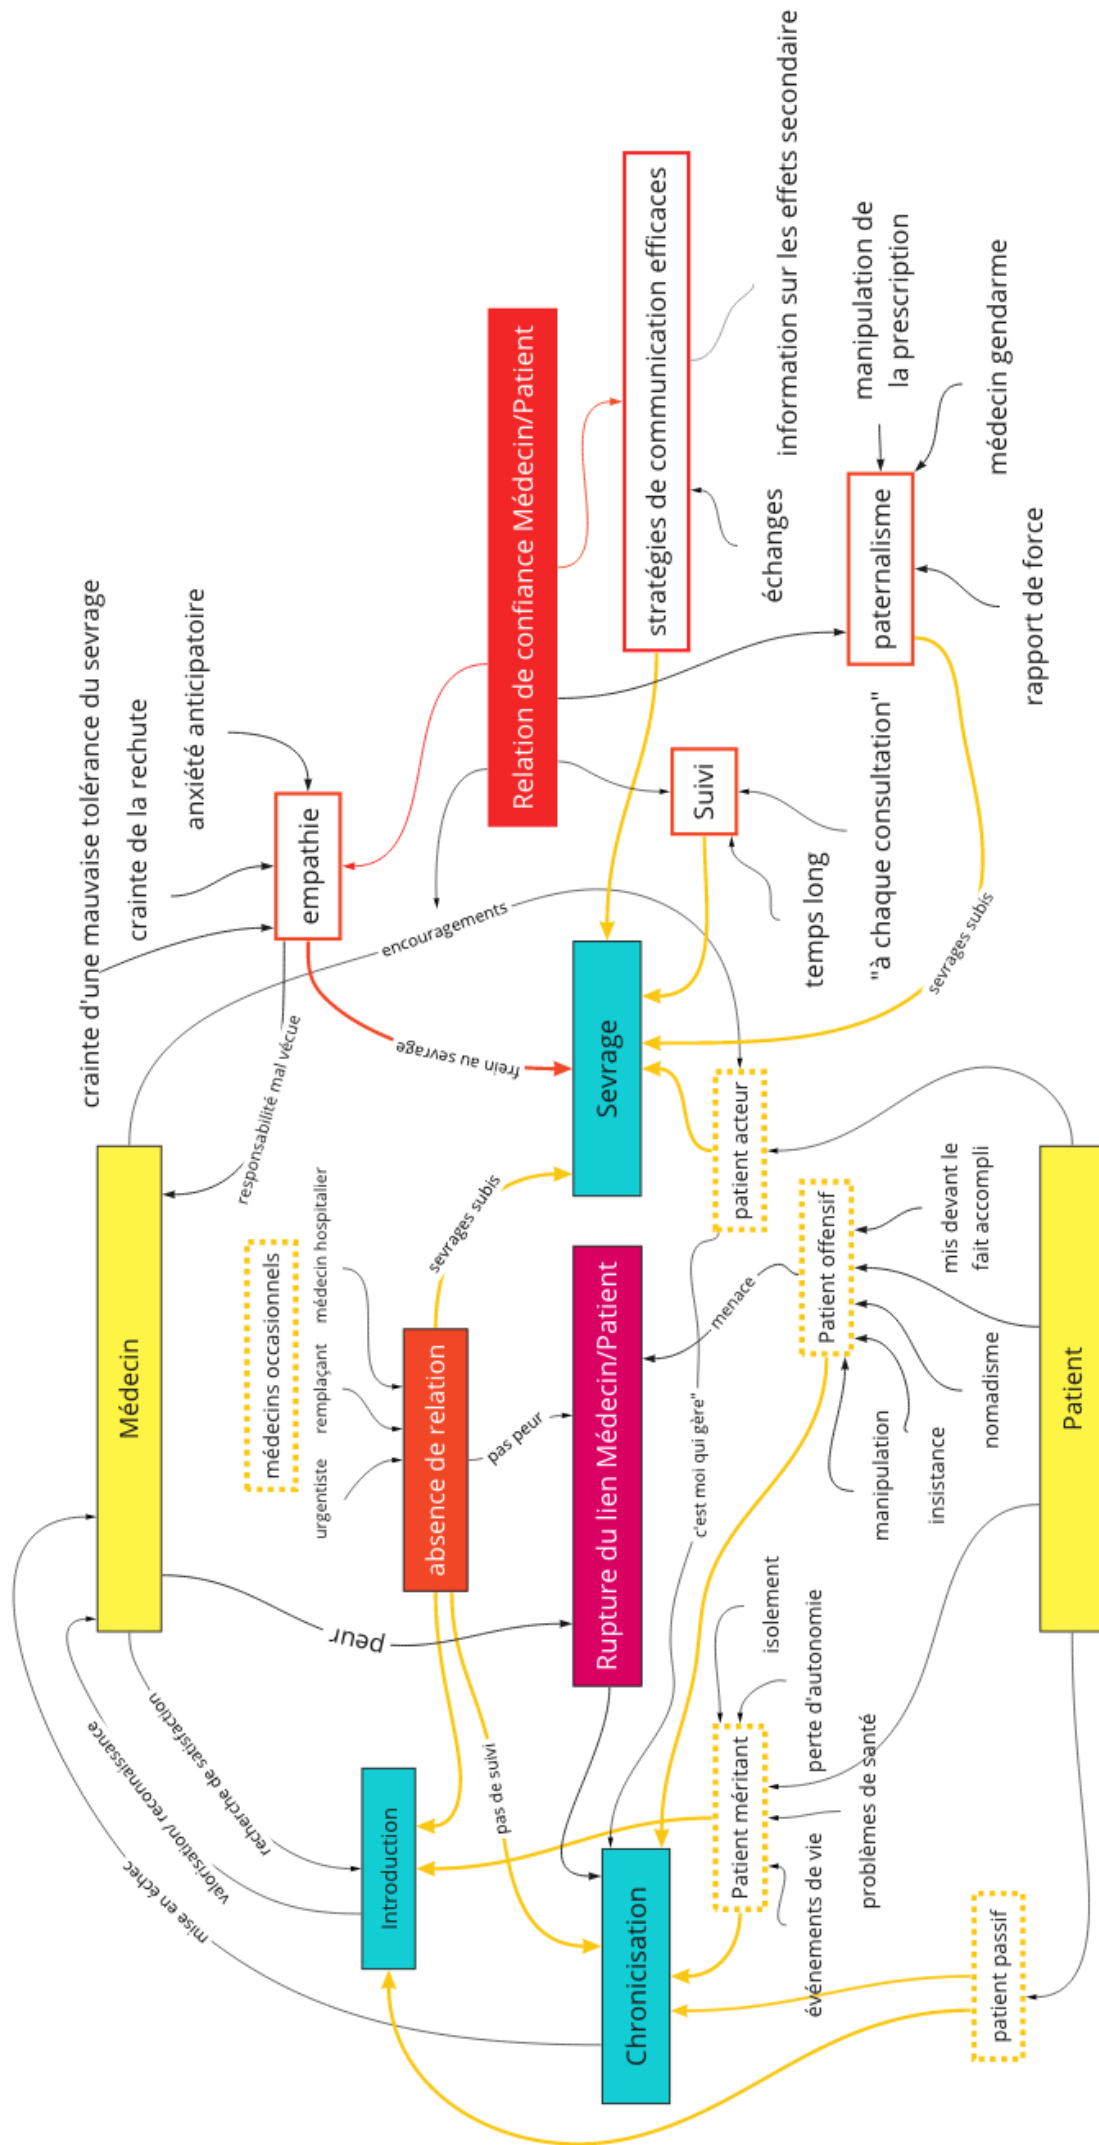 Médecin
crainte d'une mauvaise tolérance du sevrage
crainte de la rechute
anxiété anticipatoire
mise en échec
valorisation/ reconnaissance
recherche de satisfaction
médecins occasionnels
urgentiste
remplaçant
médecin hospitalier
responsabilité mal vécue
empathie
peur
Introduction
absence de relation
sevrages subis
frein au sevrage
encouragements
Relation de confiance Médecin/Patient
pas de suivi
pas peur
Chronicisation
Rupture du lien Médecin/Patient
Sevrage
stratégies de communication efficaces
Suivi
c'est moi qui gère"
menace
patient acteur
échanges
information sur les effets secondaire
Patient méritant
isolement
perte d'autonomie
événements de vie
problèmes de santé
Patient offensif
temps long
"à chaque consultation"
paternalisme
manipulation de
la prescription
manipulation
insistance
nomadisme
mis devant le
fait accompli
sevrages subis
rapport de force
médecin gendarme
patient passif
Patient